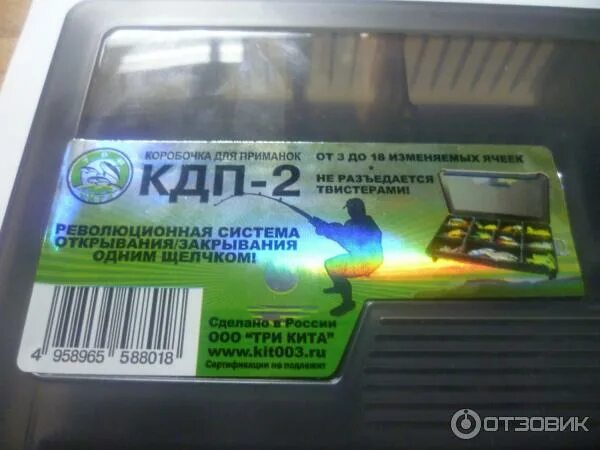 КОРОБОЧКА ДЛЯ ПРИМАНОК
КДП-2
ОТ 3 ДО 18 ИЗМЕНЯЕМЫХ ЯЧЕЕК
•
НЕ РАЗЪЕДАЕТСЯ
ТВИСТЕРАМИ!
РЕВОЛЮЦИОННАЯ СИСТЕМА
ОТКРЫВАНИЯ/ЗАКРЫВАНИЯ
ОДНИМ ЩЕЛЧКОМ!
Сделано в России
ООО "ТРИ КИТА"
www.kit003.ru
Сертификации не подлежит
4 958965 588018
ОТЗОВИК